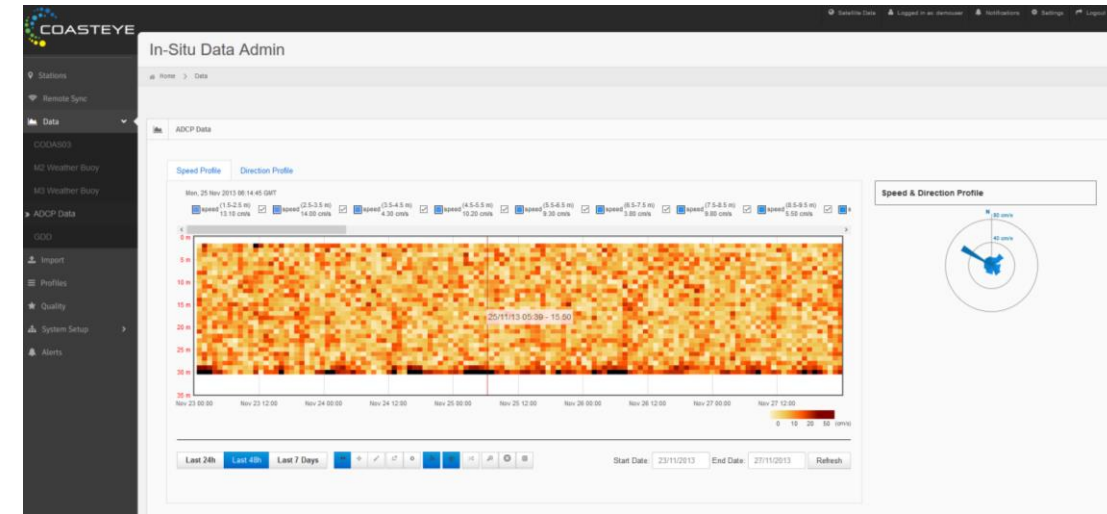 COASTEYE
Satellite Data Logged in as demouser Notifications Settings Logout
In-Situ Data Admin
Home > Data
Stations
Remote Sync
Data
CODAS03
M2 Weather Buoy
M3 Weather Buoy
ADCP Data
GOD
Import
Profiles
Quality
System Setup
Alerts
ADCP Data
Speed Profile Direction Profile
Mon, 25 Nov 2013 06:14:45 GMT
speed (1.5-2.5 m) 13.10 cm/s
speed (2.5-3.5 m) 14.00 cm/s
speed (3.5-4.5 m) 4.30 cm/s
speed (4.5-5.5 m) 10.20 cm/s
speed (5.5-6.5 m) 9.30 cm/s
speed (6.5-7.5 m) 3.80 cm/s
speed (7.5-8.5 m) 9.80 cm/s
speed (8.5-9.5 m) 5.50 cm/s
0 m
5 m
10 m
15 m
20 m
25 m
30 m
35 m
25/11/13 05:39 - 15.50
Nov 23 00:00 Nov 23 12:00 Nov 24 00:00 Nov 24 12:00 Nov 25 00:00 Nov 25 12:00 Nov 26 00:00 Nov 26 12:00 Nov 27 00:00 Nov 27 12:00
0 10 20 50 (cm/s)
Last 24h Last 48h Last 7 Days
Start Date: 23/11/2013 End Date: 27/11/2013 Refresh
Speed & Direction Profile
N
80 cm/s
40 cm/s